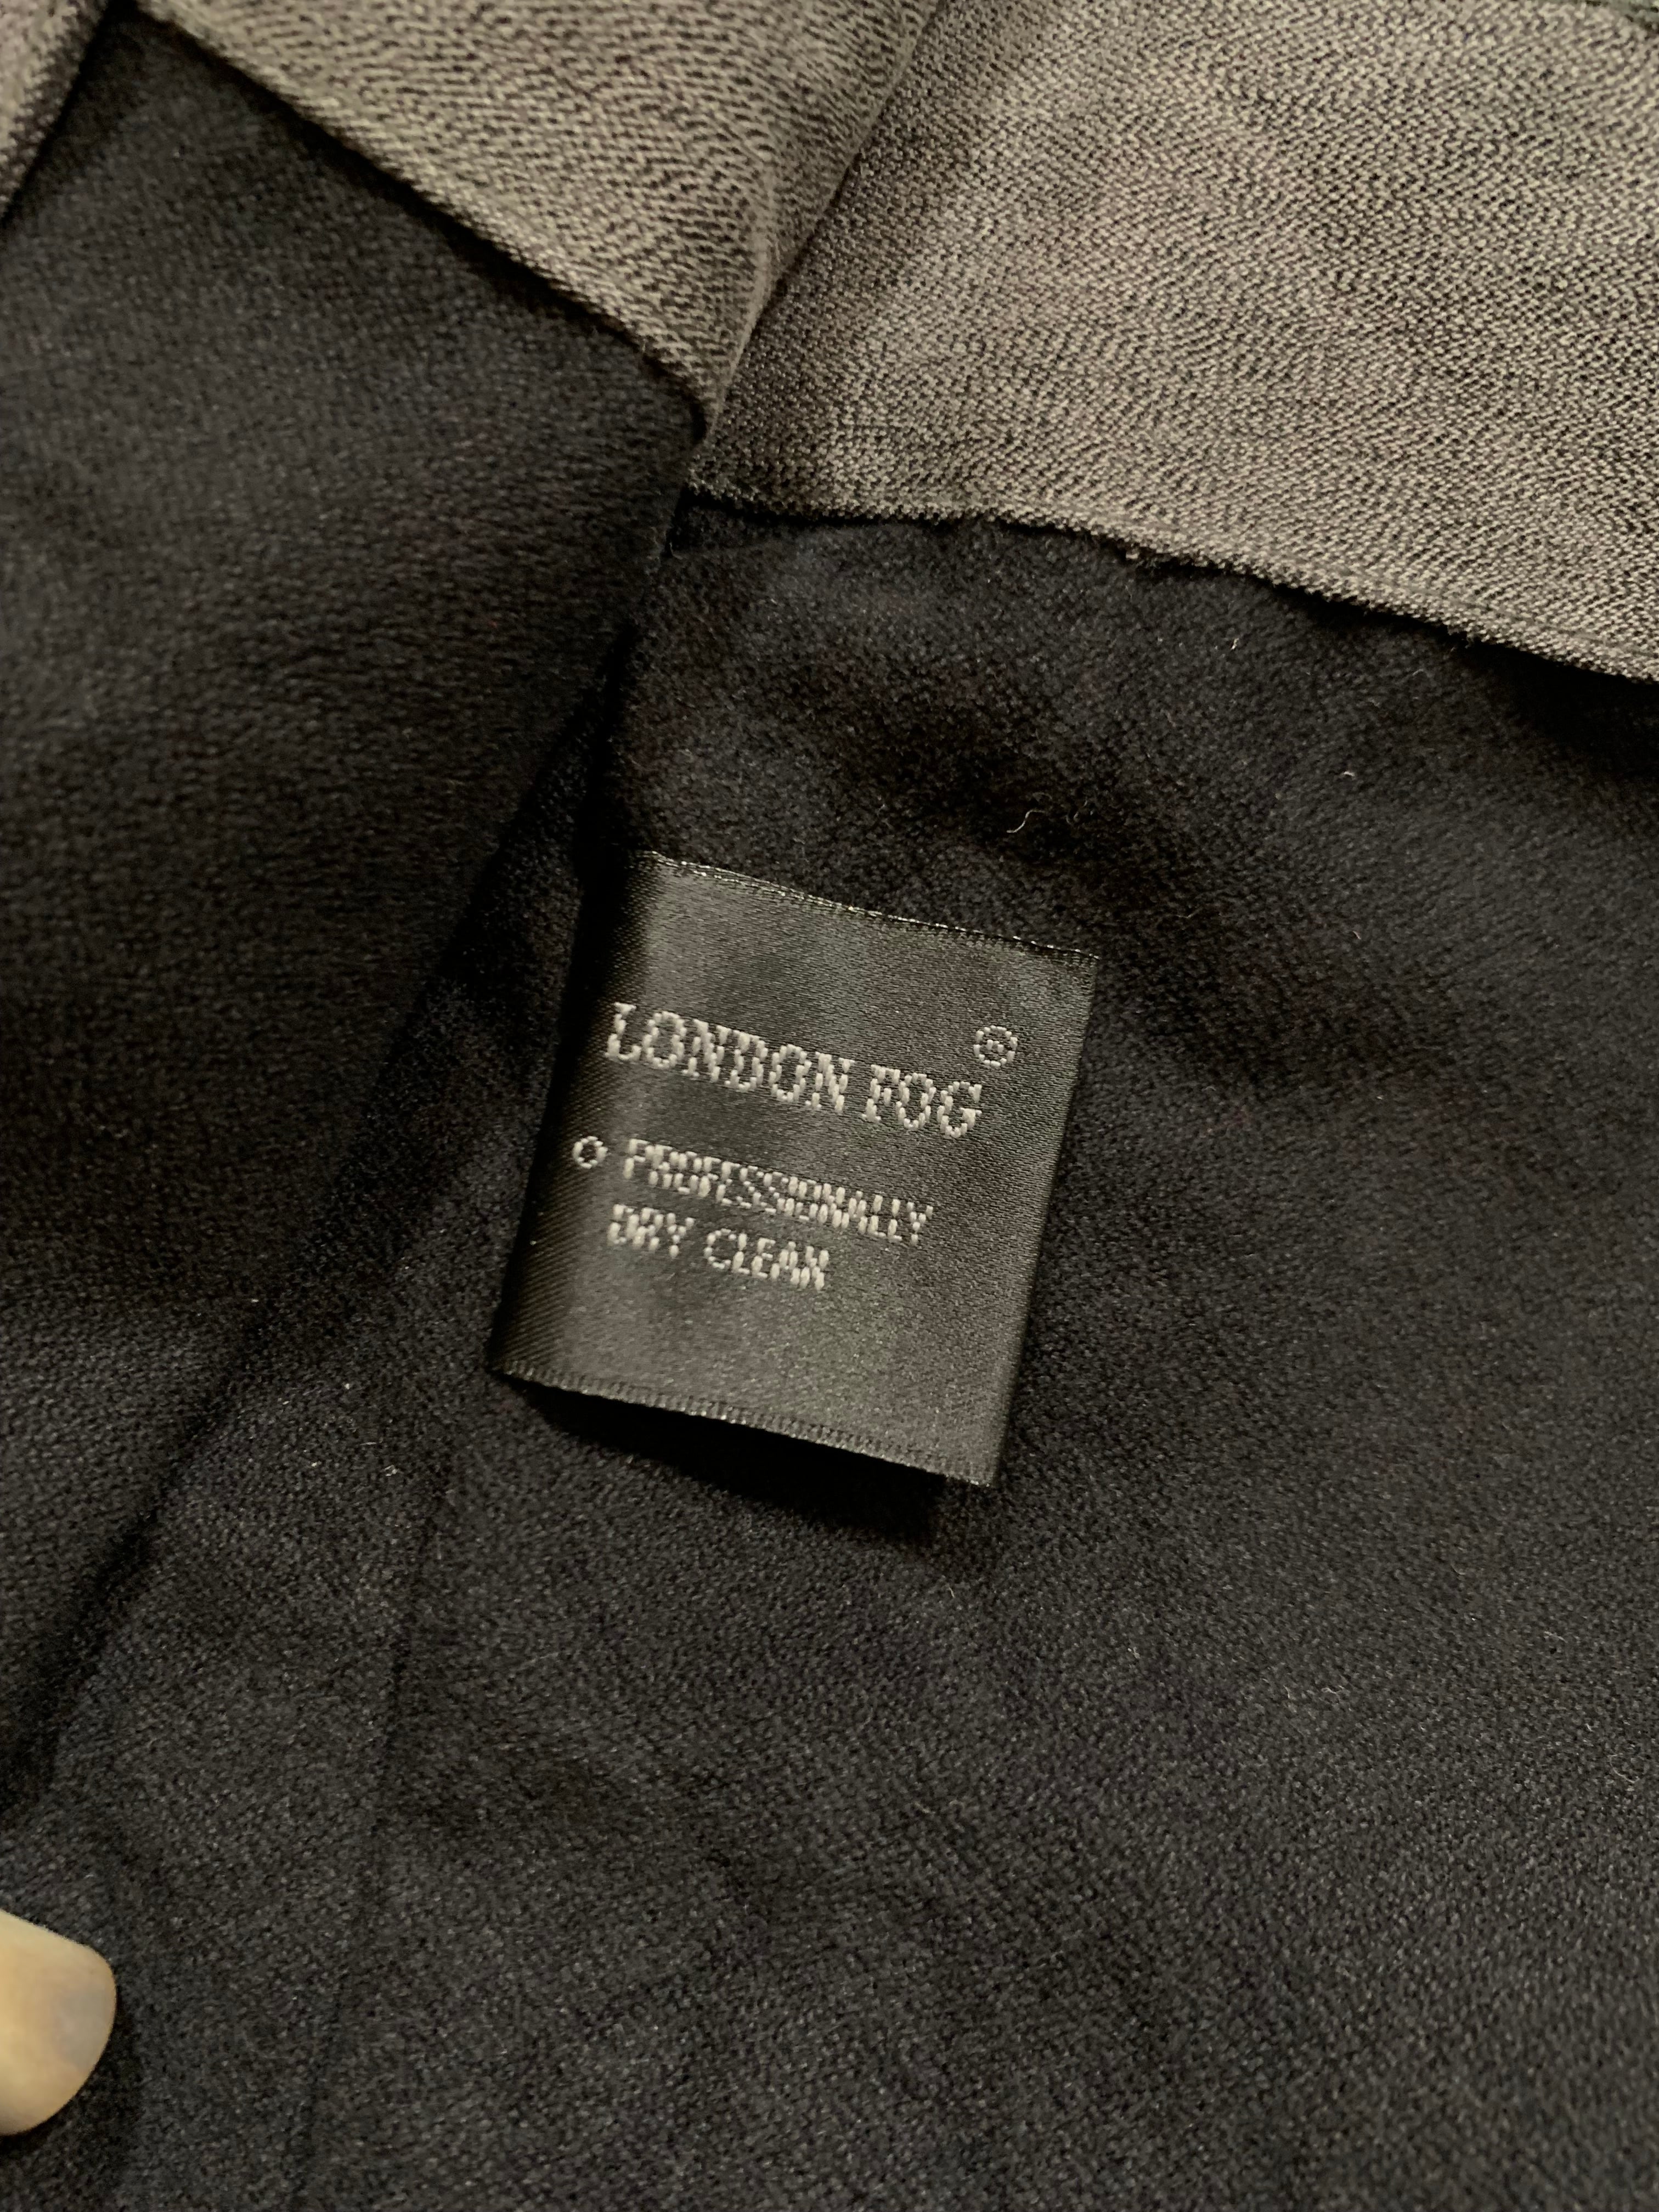 LONDON FOG®
○ PROFESSIONALLY
DRY CLEAN